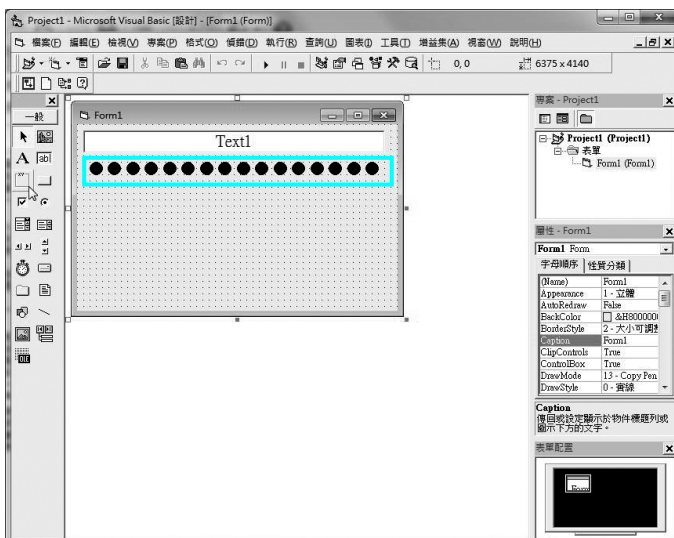 Project1 - Microsoft Visual Basic [設計] - [Form1 (Form)]
檔案(F) 編輯(E) 檢視(V) 專案(P) 格式(O) 偵錯(D) 執行(R) 查詢(U) 圖表(I) 工具(T) 增益集(A) 視窗(W) 說明(H)
0, 0 6375 x 4140
一般
A ab|
xy
OLE
Form1
Text1
專案 - Project1
Project1 (Project1)
表單
Form1 (Form1)
屬性 - Form1
Form1 Form
字母順序 性質分類
(Name) Form1
Appearance 1 - 立體
AutoRedraw False
BackColor &H8000000
BorderStyle 2 - 大小可調整
Caption Form1
ClipControls True
ControlBox True
DrawMode 13 - Copy Pen
DrawStyle 0 - 實線
Caption
傳回或設定顯示於物件標題列或
圖示下方的文字。
表單配置
Form